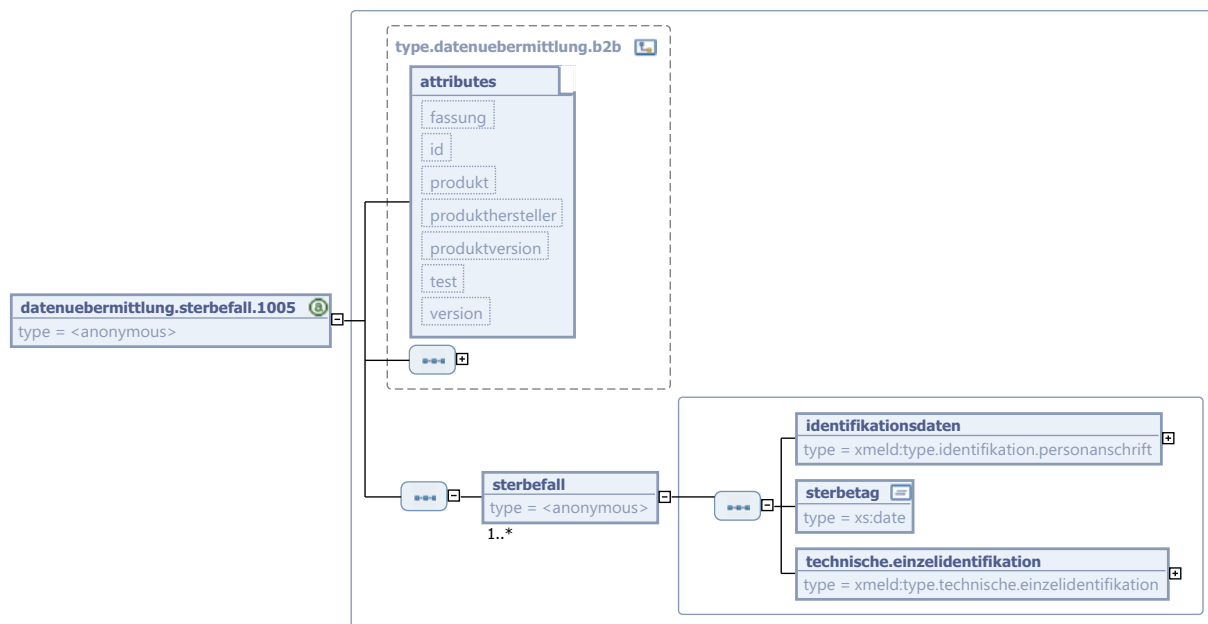 type.datenuebermittlung.b2b
attributes
fassung
id
produkt
produkthersteller
produktversion
test
version
datenuebermittlung.sterbefall.1005
type = <anonymous>
sterbefall
type = <anonymous>
1..*
identifikationsdaten
type = xmeld:type.identifikation.personanschrift
sterbetag
type = xs:date
technische.einzelidentifikation
type = xmeld:type.technische.einzelidentifikation